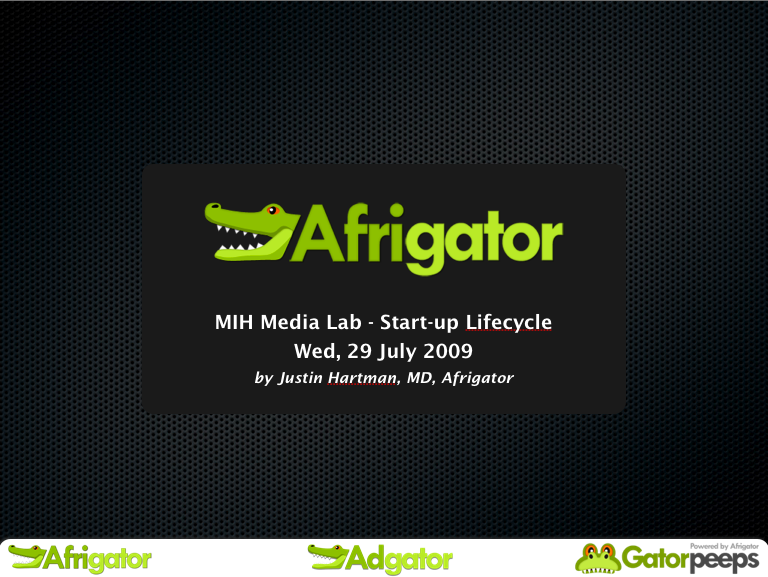 Afrigator
MIH Media Lab - Start-up Lifecycle
Wed, 29 July 2009
by Justin Hartman, MD, Afrigator
Afrigator
Adgator
Powered by Afrigator
Gatorpeeps